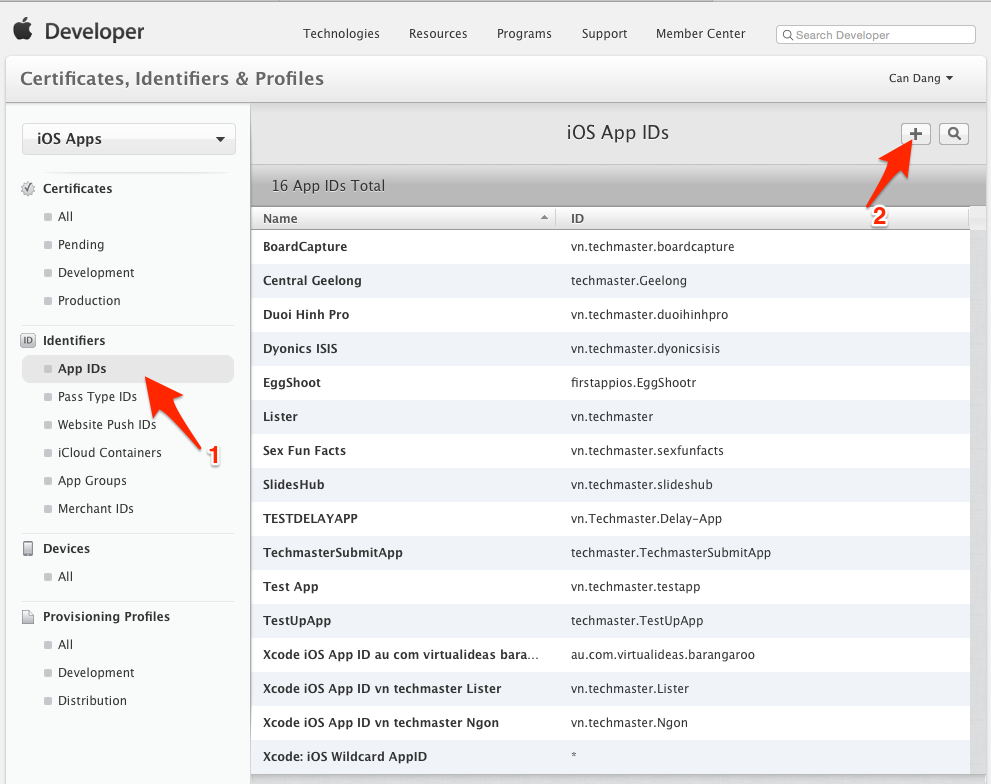 Developer
Technologies Resources Programs Support Member Center Search Developer
Certificates, Identifiers & Profiles Can Dang
iOS Apps
Certificates
All
Pending
Development
Production
ID Identifiers
App IDs
Pass Type IDs
Website Push IDs
iCloud Containers
App Groups
Merchant IDs
Devices
All
Provisioning Profiles
All
Development
Distribution
1
iOS App IDs
2
16 App IDs Total
Name ID
BoardCapture vn.techmaster.boardcapture
Central Geelong techmaster.Geelong
Duoi Hinh Pro vn.techmaster.duoihinhpro
Dyonics ISIS vn.techmaster.dyonicsisis
EggShoot firstappios.EggShootr
Lister vn.techmaster
Sex Fun Facts vn.techmaster.sexfunfacts
SlidesHub vn.techmaster.slideshub
TESTDELAYAPP vn.Techmaster.Delay-App
TechmasterSubmitApp techmaster.TechmasterSubmitApp
Test App vn.techmaster.testapp
TestUpApp techmaster.TestUpApp
Xcode iOS App ID au com virtualideas bara... au.com.virtualideas.barangaroo
Xcode iOS App ID vn techmaster Lister vn.techmaster.Lister
Xcode iOS App ID vn techmaster Ngon vn.techmaster.Ngon
Xcode: iOS Wildcard AppID *